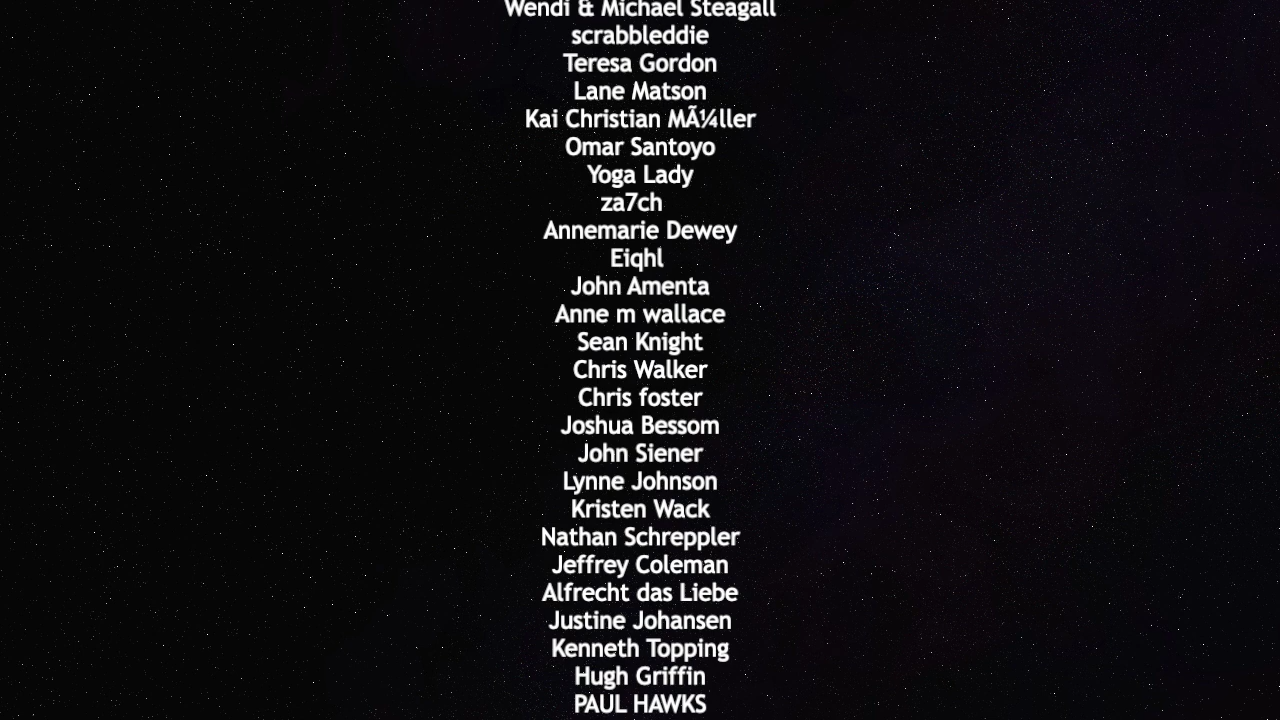 Wendi & Michael Steagall
scrabbleddie
Teresa Gordon
Lane Matson
Kai Christian MÃ¼ller
Omar Santoyo
Yoga Lady
za7ch
Annemarie Dewey
Eiqhl
John Amenta
Anne m wallace
Sean Knight
Chris Walker
Chris foster
Joshua Bessom
John Siener
Lynne Johnson
Kristen Wack
Nathan Schreppler
Jeffrey Coleman
Alfrecht das Liebe
Justine Johansen
Kenneth Topping
Hugh Griffin
PAUL HAWKS